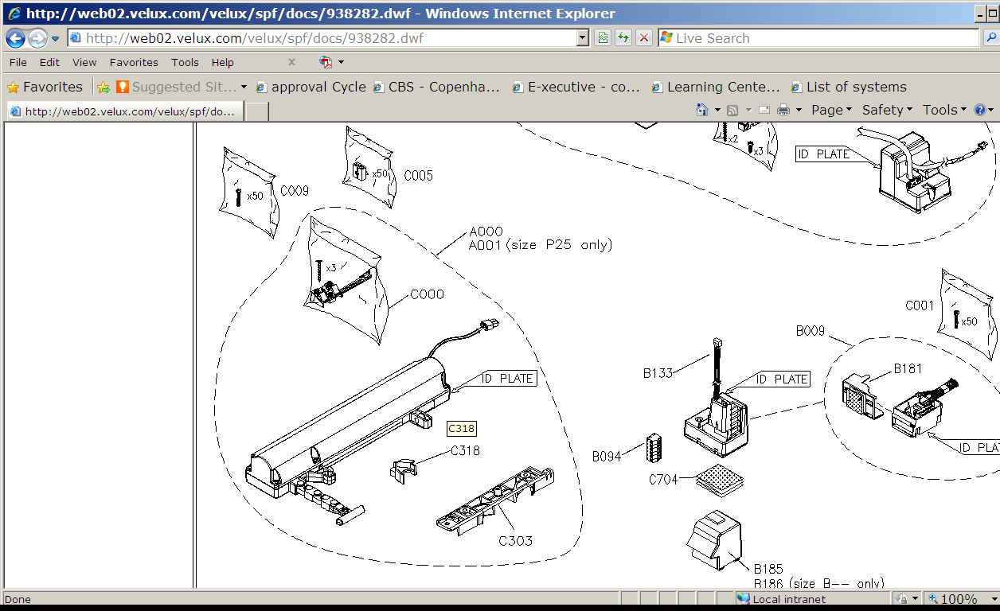 http://web02.velux.com/velux/spf/docs/938282.dwf - Windows Internet Explorer
http://web02.velux.com/velux/spf/docs/938282.dwf
Live Search
File Edit View Favorites Tools Help x
Favorites Suggested Sit... approval Cycle CBS - Copenha... E-xecutive - co... Learning Cente... List of systems
http://web02.velux.com/velux/spf/do...
Page Safety Tools
x2
x3
ID PLATE
x50 C005
x50 C009
A000
A001 (size P25 only)
x3
C000
C001
x50
B009
B133
B181
ID PLATE
ID PLATE
C318
C318
B094
C704
ID PLA
C303
B185
B186 (size B-- only)
Done
Local intranet
100%